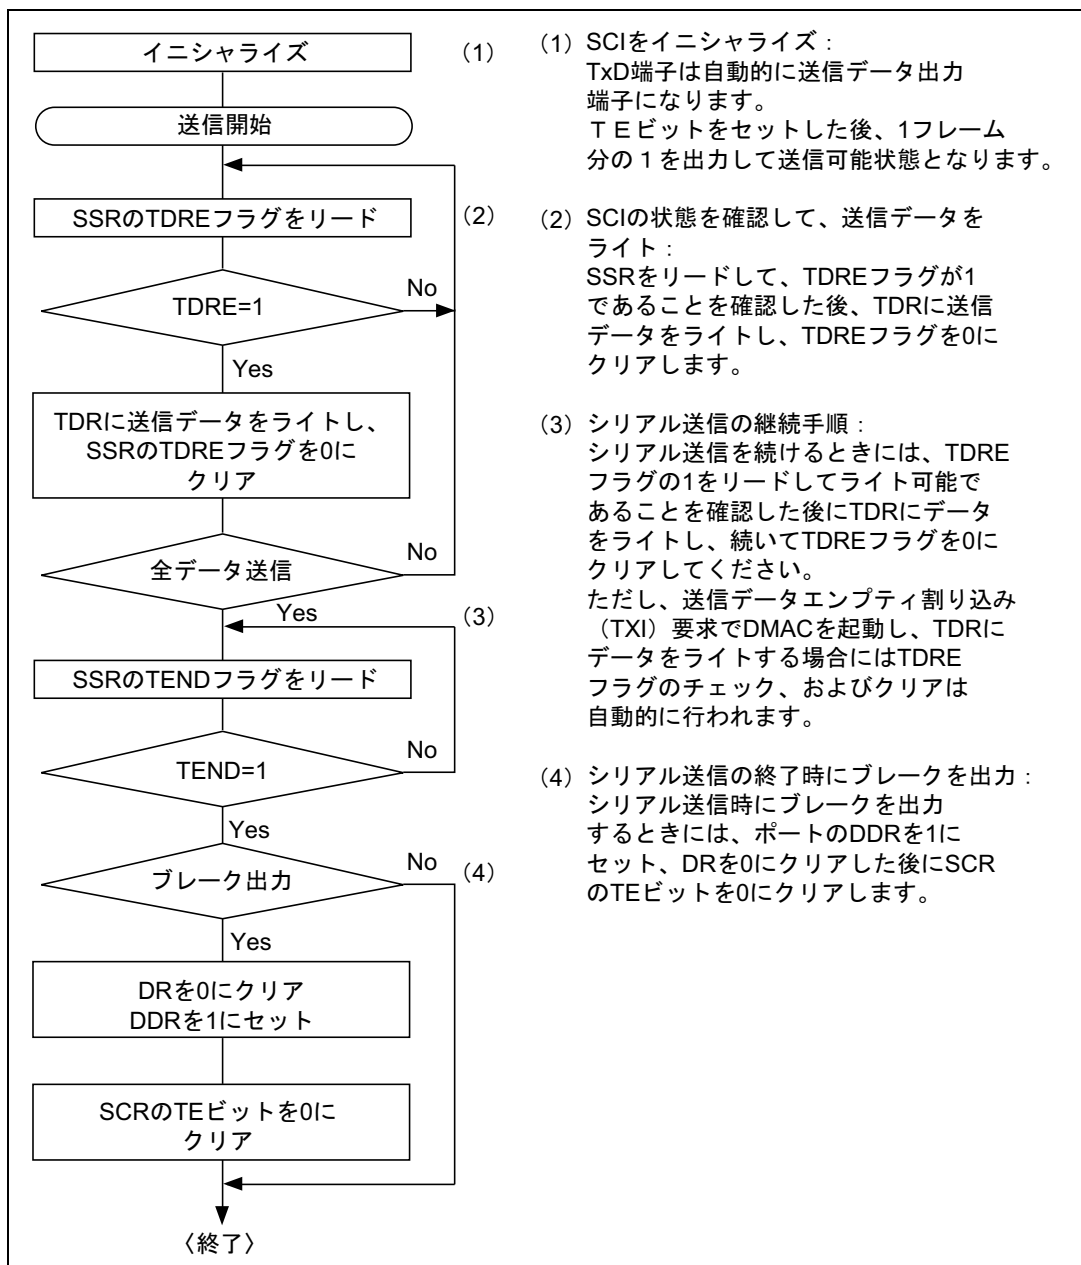 イニシャライズ
(1)
送信開始
SSRのTDREフラグをリード
(2)
TDRE=1
No
Yes
TDRに送信データをライトし、
SSRのTDREフラグを0に
クリア
全データ送信
No
Yes
(3)
SSRのTENDフラグをリード
TEND=1
No
Yes
ブレーク出力
No
(4)
Yes
DRを0にクリア
DDRを1にセット
SCRのTEビットを0に
クリア
〈終了〉
(1) SCIをイニシャライズ：
TxD端子は自動的に送信データ出力
端子になります。
ＴＥビットをセットした後、1フレーム
分の１を出力して送信可能状態となります。
(2) SCIの状態を確認して、送信データを
ライト：
SSRをリードして、TDREフラグが1
であることを確認した後、TDRに送信
データをライトし、TDREフラグを0に
クリアします。
(3) シリアル送信の継続手順：
シリアル送信を続けるときには、TDRE
フラグの1をリードしてライト可能で
あることを確認した後にTDRにデータ
をライトし、続いてTDREフラグを0に
クリアしてください。
ただし、送信データエンプティ割り込み
（TXI）要求でDMACを起動し、TDRに
データをライトする場合にはTDRE
フラグのチェック、およびクリアは
自動的に行われます。
(4) シリアル送信の終了時にブレークを出力：
シリアル送信時にブレークを出力
するときには、ポートのDDRを1に
セット、DRを0にクリアした後にSCR
のTEビットを0にクリアします。